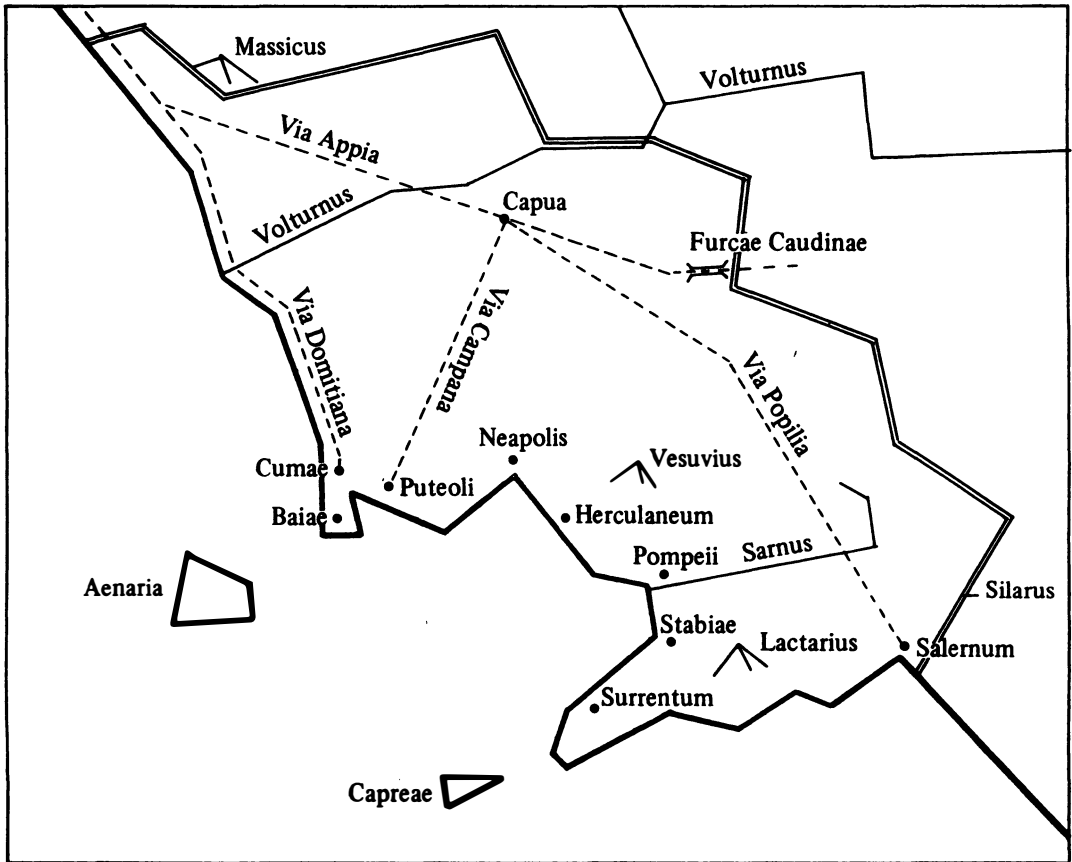 Massicus
Volturnus
Via Appia
Volturnus
Capua
Furcae Caudinae
Via Domitiana
Via Campana
Via Popilia
Neapolis
Vesuvius
Cumae
Puteoli
Baiae
Herculaneum
Sarnus
Pompeii
Aenaria
Silarus
Stabiae
Lactarius
Salernum
Surrentum
Capreae